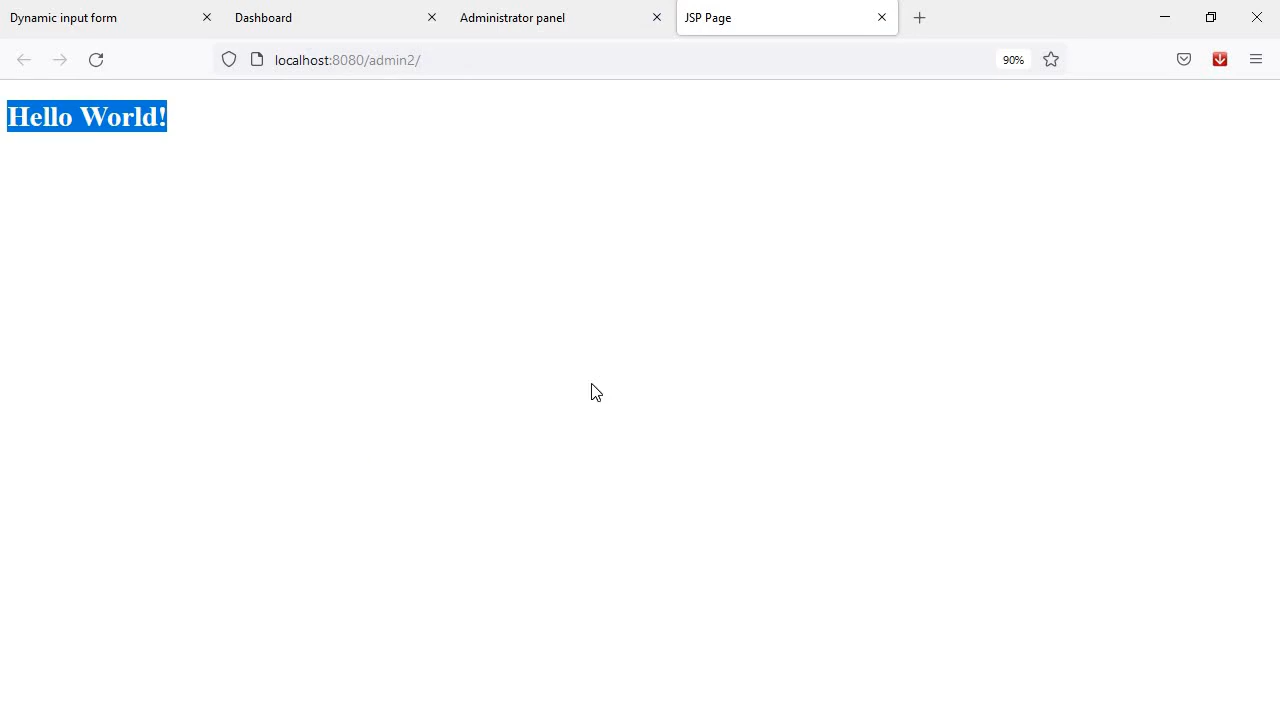 Dynamic input form
Dashboard
Administrator panel
JSP Page
localhost:8080/admin2/
90%
Hello World!